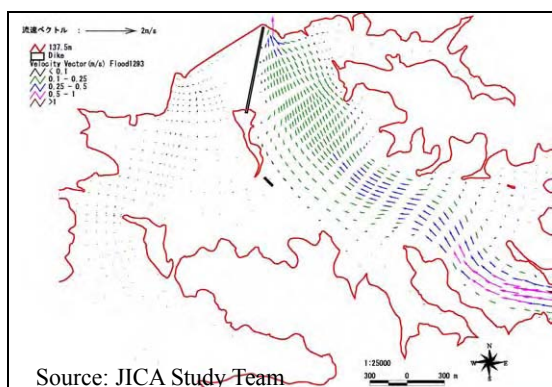 流速ベクトル : 2m/s
137.5m
Dike
Velocity Vector(m/s) Flood1283
< 0.1
0.1 - 0.25
0.25 - 0.5
0.5 - 1
>1
1:25000
300 0 300 m
N
W E
S
Source: JICA Study Team